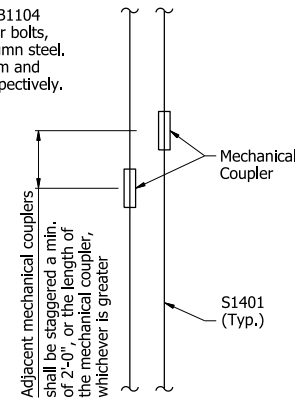 31104
r bolts,
mn steel.
m and
pectively.
Mechanical
Coupler
Adjacent mechanical couplers
shall be staggered a min.
of 2'-0", or the length of
the mechanical coupler,
whichever is greater
S1401
(Typ.)